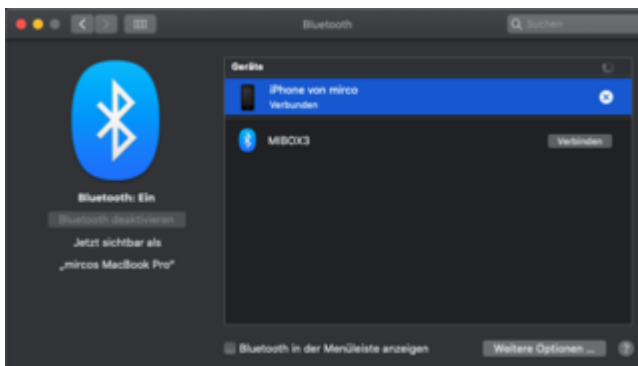 Bluetooth
Suchen
Geräte
iPhone von mirco
Verbunden
MIBOX3
Verbinden
Bluetooth: Ein
Bluetooth deaktivieren
Jetzt sichtbar als
„mircos MacBook Pro“
Bluetooth in der Menüleiste anzeigen
Weitere Optionen ...
?